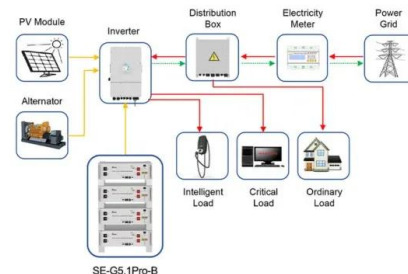 PV Module
Inverter
Distribution
Box
Electricity
Meter
Power
Grid
Alternator
Intelligent
Load
Critical
Load
Ordinary
Load
SE-G5.1Pro-B